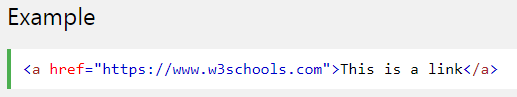 Example
<a href="https://www.w3schools.com">This is a link</a>